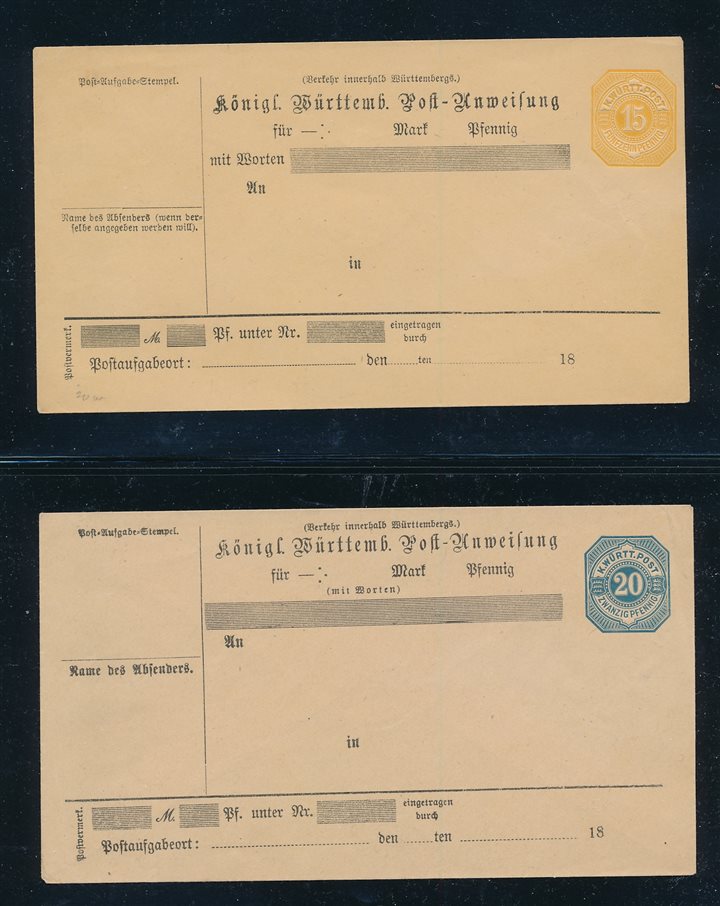 Post-Aufgabe-Stempel.
(Verkehr innerhalb Württembergs.)
Königl. Württemb. Post-Anweisung
für —:· Mark Pfennig
mit Worten
An
K. WÜRTT. POST
15
FÜNFZEHN PFENNIG
Name des Absenders (wenn der-
selbe angegeben werden will).
in
Postvermerk.
M. Pf. unter Nr. eingetragen
durch
Postaufgabeort: den ten 18
Post-Aufgabe-Stempel.
(Verkehr innerhalb Württembergs.)
Königl. Württemb. Post-Anweisung
für —:· Mark Pfennig
(mit Worten)
An
K. WÜRTT. POST
20
ZWANZIG PFENNIG
Name des Absenders.
in
Postvermerk.
M. Pf. unter Nr. eingetragen
durch
Postaufgabeort: den ten 18